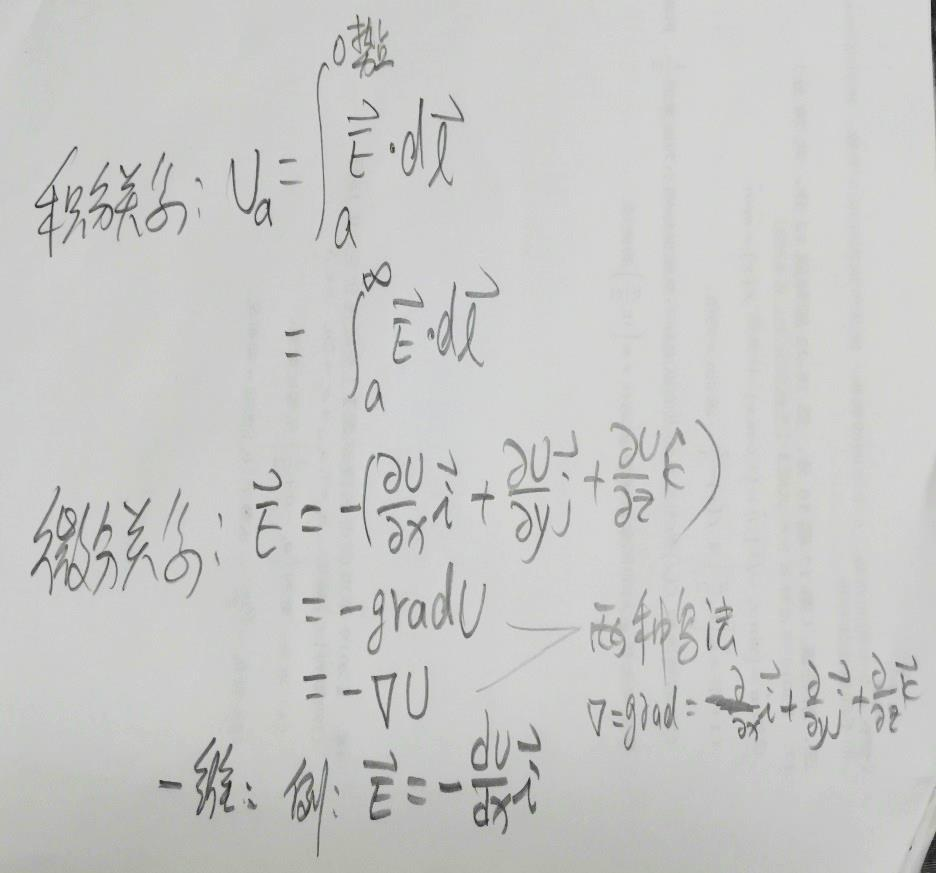 积分关系: U_a = ∫_a^{0势点} E⃗·dl⃗
= ∫_a^∞ E⃗·dl⃗
微分关系: E⃗ = -(∂U/∂x i⃗ + ∂U/∂y j⃗ + ∂U/∂z k⃗)
= -gradU
= -∇U
两种写法
∇=grad= ∂/∂x i⃗ + ∂/∂y j⃗ + ∂/∂z k⃗
一维: 例: E⃗ = -dU/dx i⃗